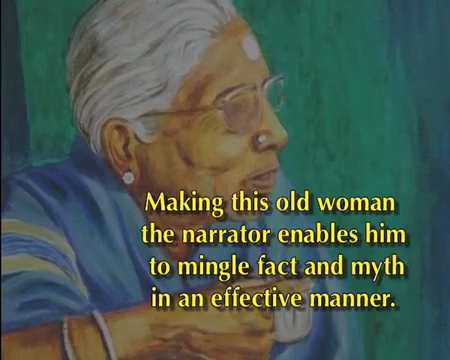 Making this old woman
the narrator enables him
to mingle fact and myth
in an effective manner.